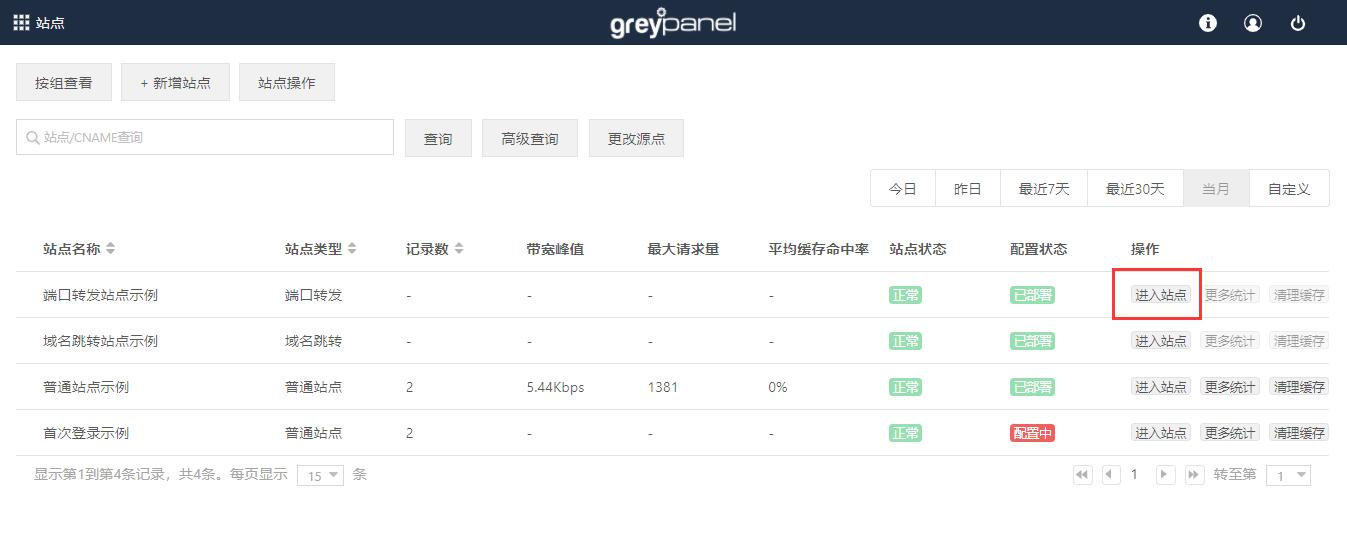 站点 greypanel
按组查看 + 新增站点 站点操作
站点/CNAME查询 查询 高级查询 更改源点
今日 昨日 最近7天 最近30天 当月 自定义
站点名称 站点类型 记录数 带宽峰值 最大请求量 平均缓存命中率 站点状态 配置状态 操作
端口转发站点示例 端口转发 - - - - 正常 已部署 进入站点 更多统计 清理缓存
域名跳转站点示例 域名跳转 - - - - 正常 已部署 进入站点 更多统计 清理缓存
普通站点示例 普通站点 2 5.44Kbps 1381 0% 正常 已部署 进入站点 更多统计 清理缓存
首次登录示例 普通站点 2 - - - 正常 配置中 进入站点 更多统计 清理缓存
显示第1到第4条记录，共4条。每页显示 15 条 1 转至第 1